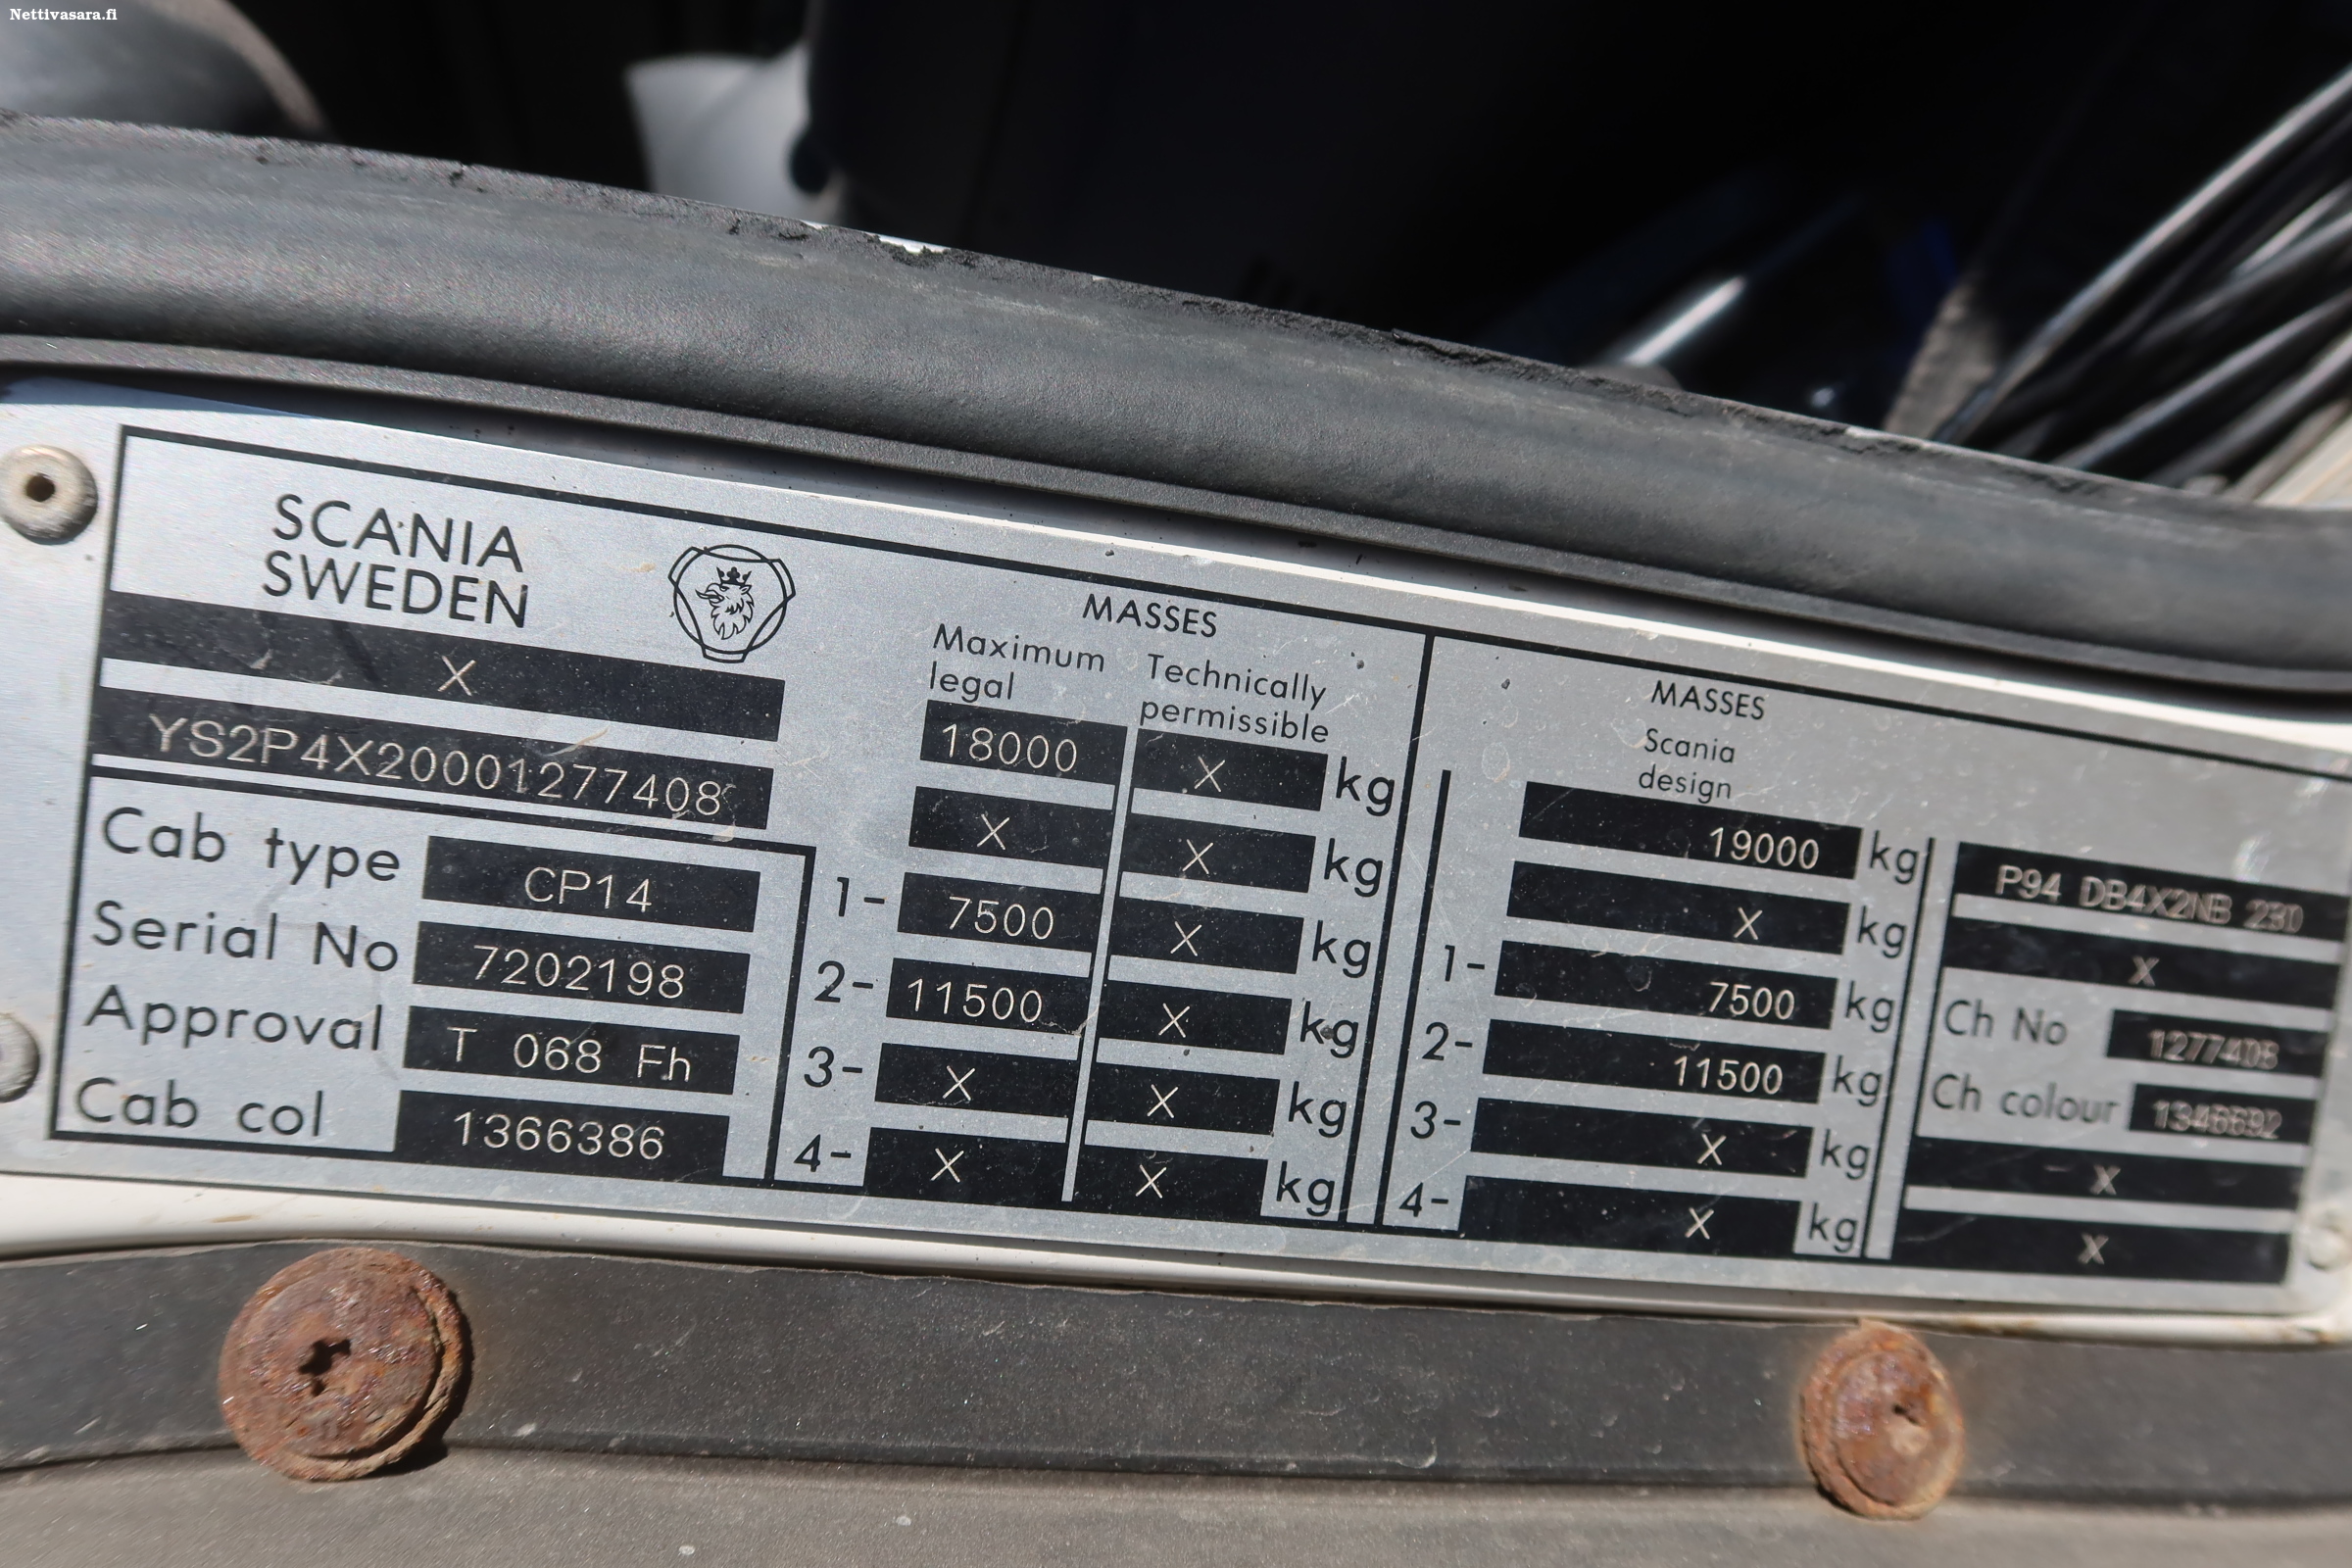 Nettivasara.fi
SCANIA
SWEDEN
X
YS2P4X20001277408
Cab type CP14
Serial No 7202198
Approval T 068 Fh
Cab col 1366386
MASSES
Maximum legal Technically permissible
18000 X kg
X X kg
1- 7500 X kg
2- 11500 X kg
3- X X kg
4- X X kg
MASSES
Scania
design
19000 kg
X kg
1- 7500 kg
2- 11500 kg
3- X kg
4- X kg
P94 DB4X2NB 230
X
Ch No 1277408
Ch colour 1346692
X
X